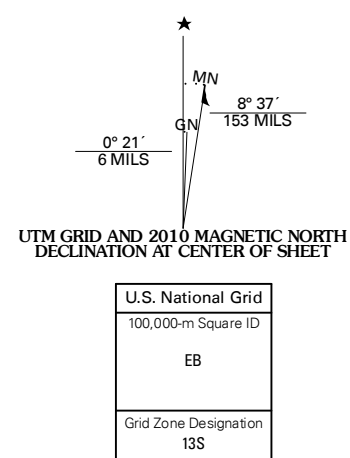 ★
MN
8° 37´
153 MILS
GN
0° 21´
6 MILS
UTM GRID AND 2010 MAGNETIC NORTH
DECLINATION AT CENTER OF SHEET
U.S. National Grid
100,000-m Square ID
EB
Grid Zone Designation
13S